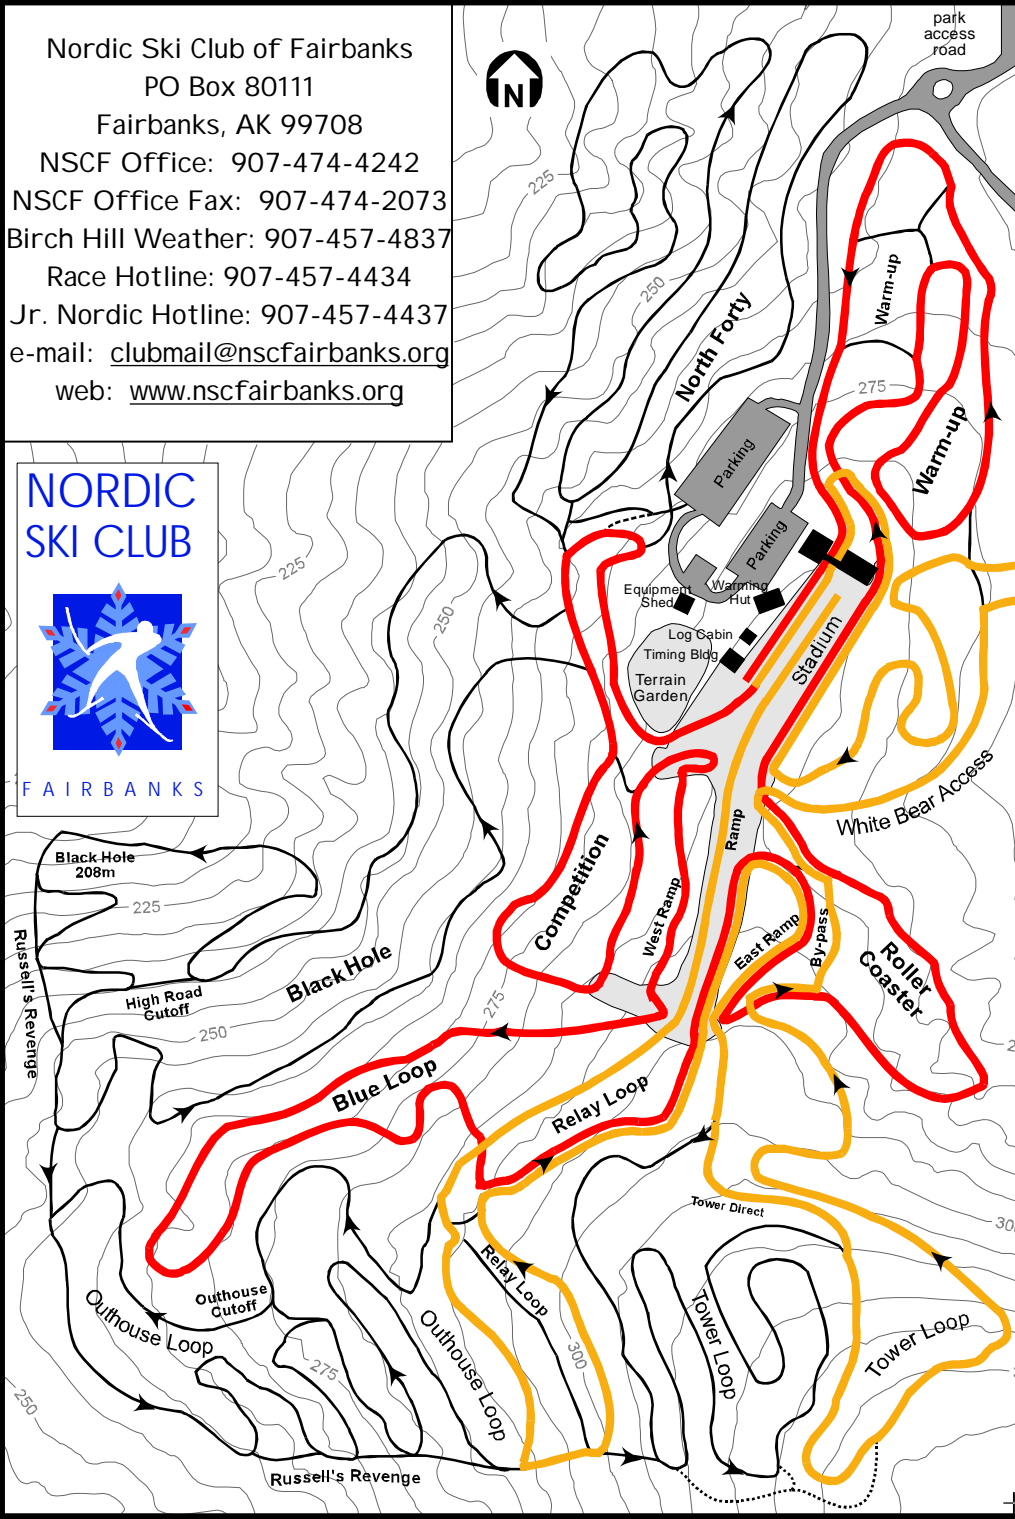 Nordic Ski Club of Fairbanks
PO Box 80111
Fairbanks, AK 99708
NSCF Office: 907-474-4242
NSCF Office Fax: 907-474-2073
Birch Hill Weather: 907-457-4837
Race Hotline: 907-457-4434
Jr. Nordic Hotline: 907-457-4437
e-mail: clubmail@nscfairbanks.org
web: www.nscfairbanks.org
N
park
access
road
225
250
North Forty
Warm-up
275
Warm-up
Parking
Parking
NORDIC
SKI CLUB
FAIRBANKS
225
250
Equipment
Shed
Warming
Hut
Log Cabin
Timing Bldg
Terrain
Garden
Stadium
White Bear Access
Ramp
Competition
West Ramp
East Ramp
By-pass
Roller
Coaster
Black Hole
208m
225
Russell's Revenge
High Road
Cutoff
Black Hole
250
275
Blue Loop
Relay Loop
Tower Direct
Relay Loop
Outhouse
Cutoff
Outhouse Loop
Outhouse Loop
Tower Loop
Tower Loop
300
275
250
Russell's Revenge